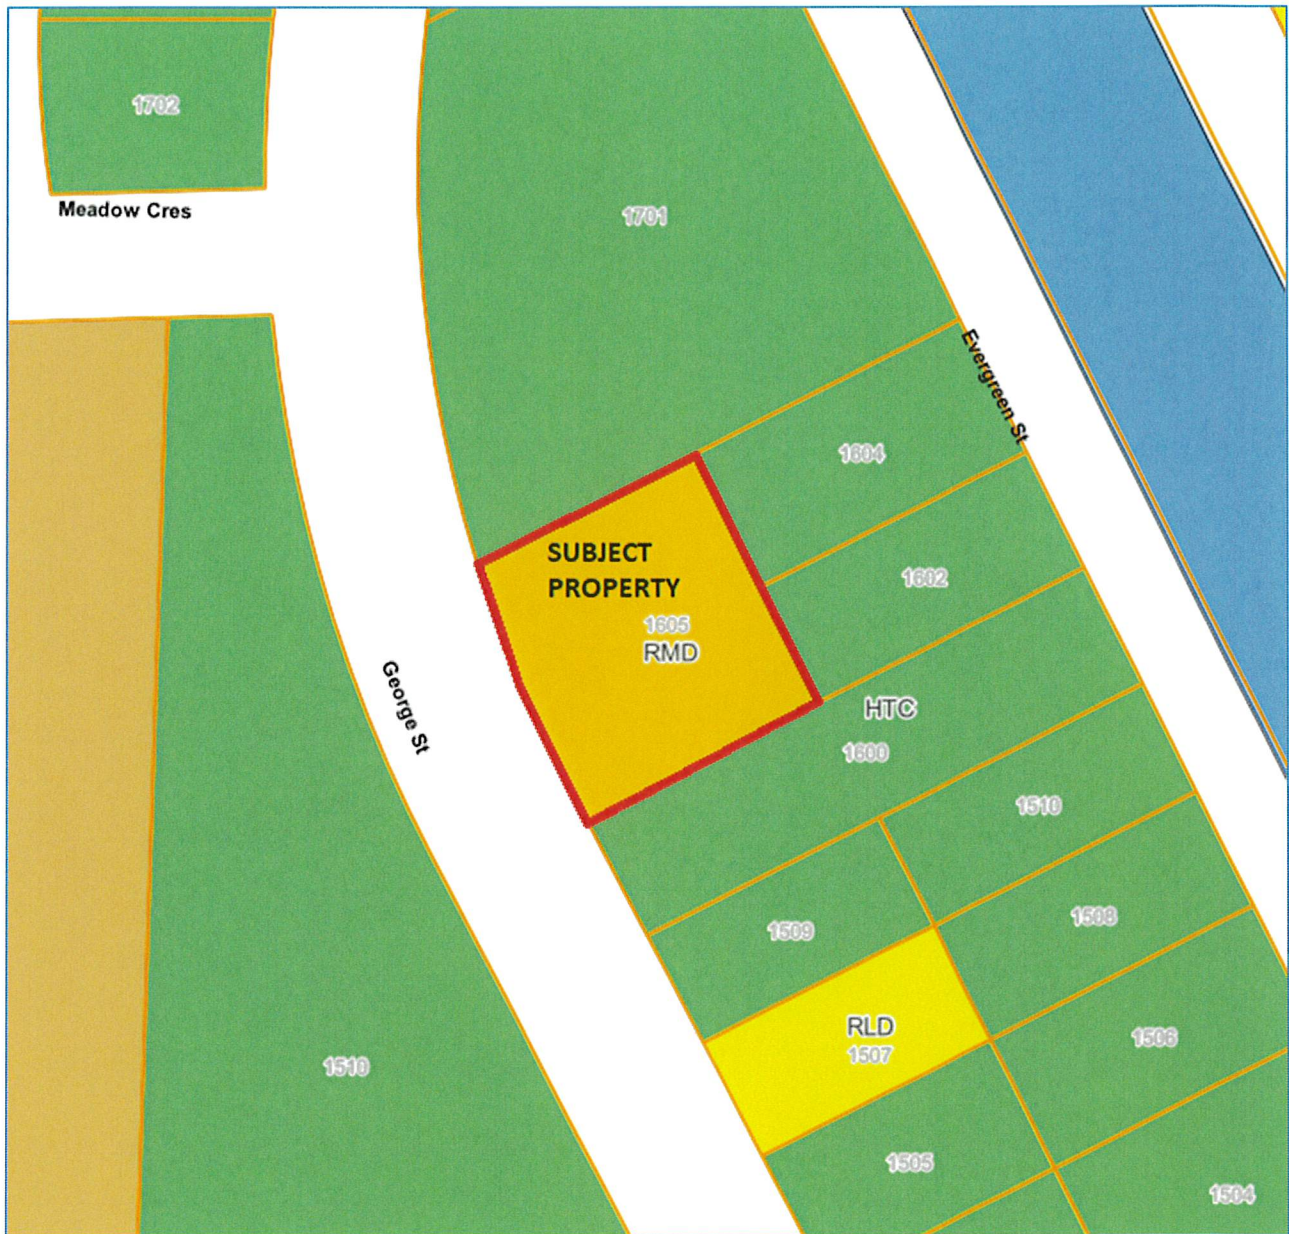 1702
Meadow Cres
1701
Evergreen St
1604
SUBJECT
PROPERTY
1602
1605
RMD
George St
HTC
1600
1510
1509
1508
RLD
1507
1506
1510
1505
1504